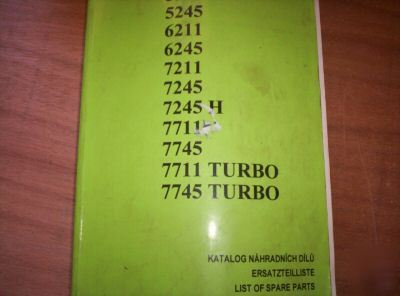 5245
6211
6245
7211
7245
7245 H
7711
7745
7711 TURBO
7745 TURBO
KATALOG NÁHRADNÍCH DÍLŮ
ERSATZTEILLISTE
LIST OF SPARE PARTS